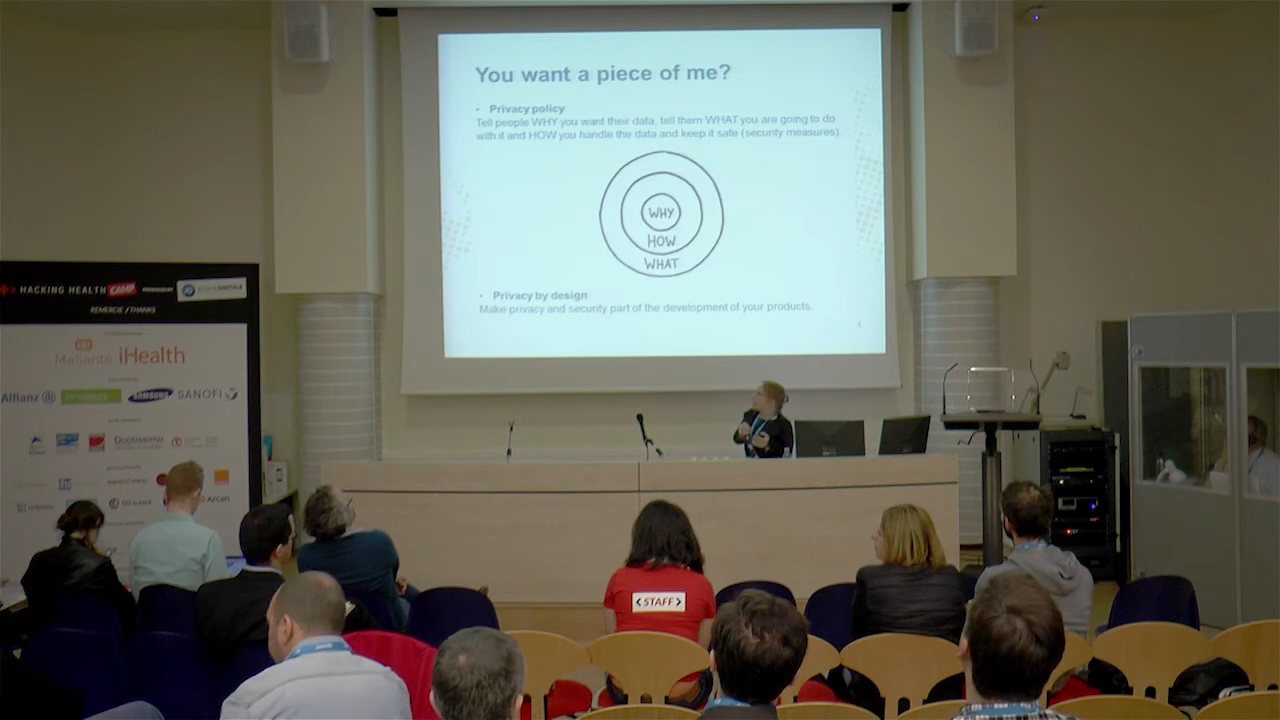 You want a piece of me?
• Privacy policy
Tell people WHY you want their data, tell them WHAT you are going to do
with it and HOW you handle the data and keep it safe (security measures).
WHY
HOW
WHAT
• Privacy by design
Make privacy and security part of the development of your products.
HACKING HEALTH CAMP
REMERCIE / THANKS
MaSanté iHealth
Allianz
SAMSUNG
SANOFI
Doctissimo
Arcan
<STAFF>